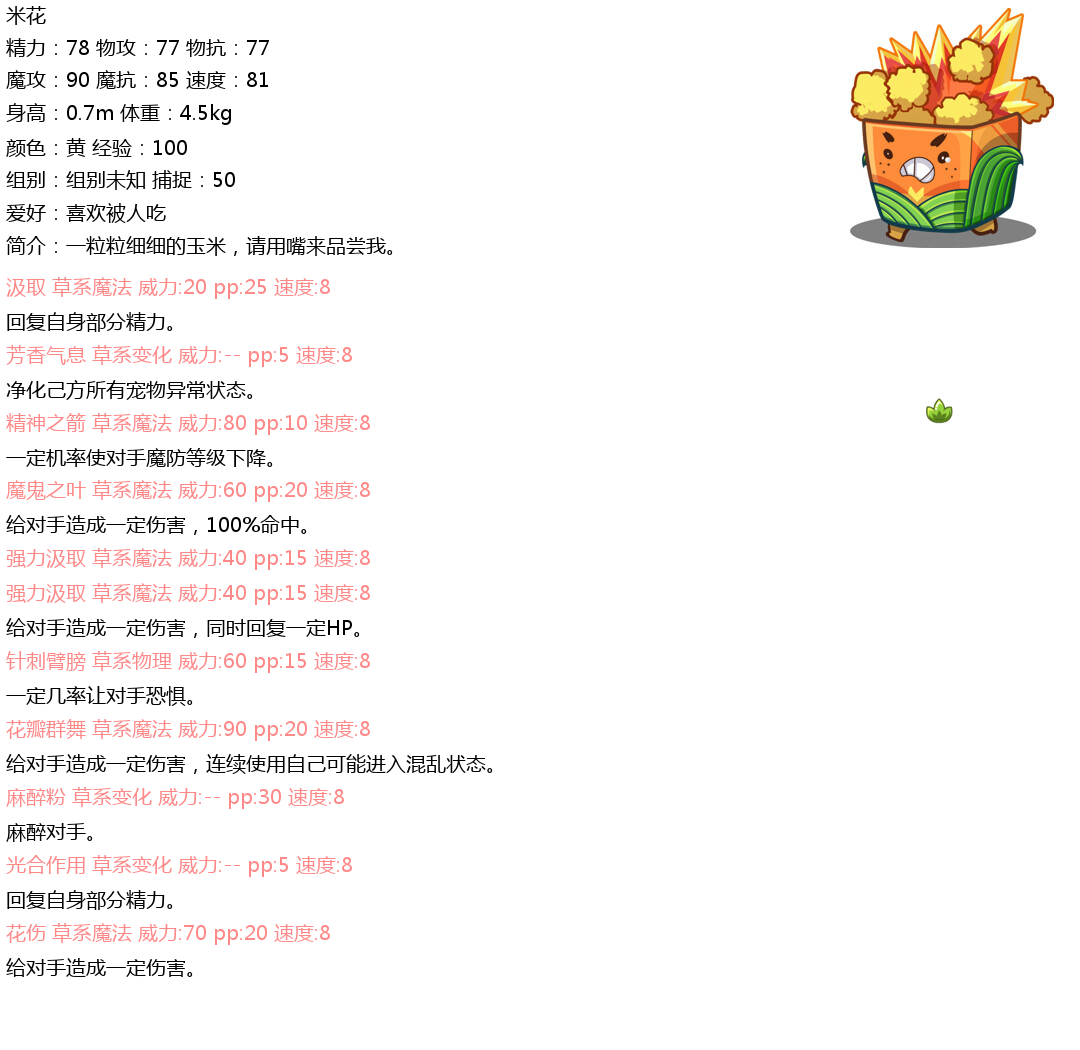 米花
精力：78 物攻：77 物抗：77
魔攻：90 魔抗：85 速度：81
身高：0.7m 体重：4.5kg
颜色：黄 经验：100
组别：组别未知 捕捉：50
爱好：喜欢被人吃
简介：一粒粒细细的玉米，请用嘴来品尝我。
汲取 草系魔法 威力:20 pp:25 速度:8
回复自身部分精力。
芳香气息 草系变化 威力:-- pp:5 速度:8
净化己方所有宠物异常状态。
精神之箭 草系魔法 威力:80 pp:10 速度:8
一定机率使对手魔防等级下降。
魔鬼之叶 草系魔法 威力:60 pp:20 速度:8
给对手造成一定伤害，100%命中。
强力汲取 草系魔法 威力:40 pp:15 速度:8
强力汲取 草系魔法 威力:40 pp:15 速度:8
给对手造成一定伤害，同时回复一定HP。
针刺臂膀 草系物理 威力:60 pp:15 速度:8
一定几率让对手恐惧。
花瓣群舞 草系魔法 威力:90 pp:20 速度:8
给对手造成一定伤害，连续使用自己可能进入混乱状态。
麻醉粉 草系变化 威力:-- pp:30 速度:8
麻醉对手。
光合作用 草系变化 威力:-- pp:5 速度:8
回复自身部分精力。
花伤 草系魔法 威力:70 pp:20 速度:8
给对手造成一定伤害。